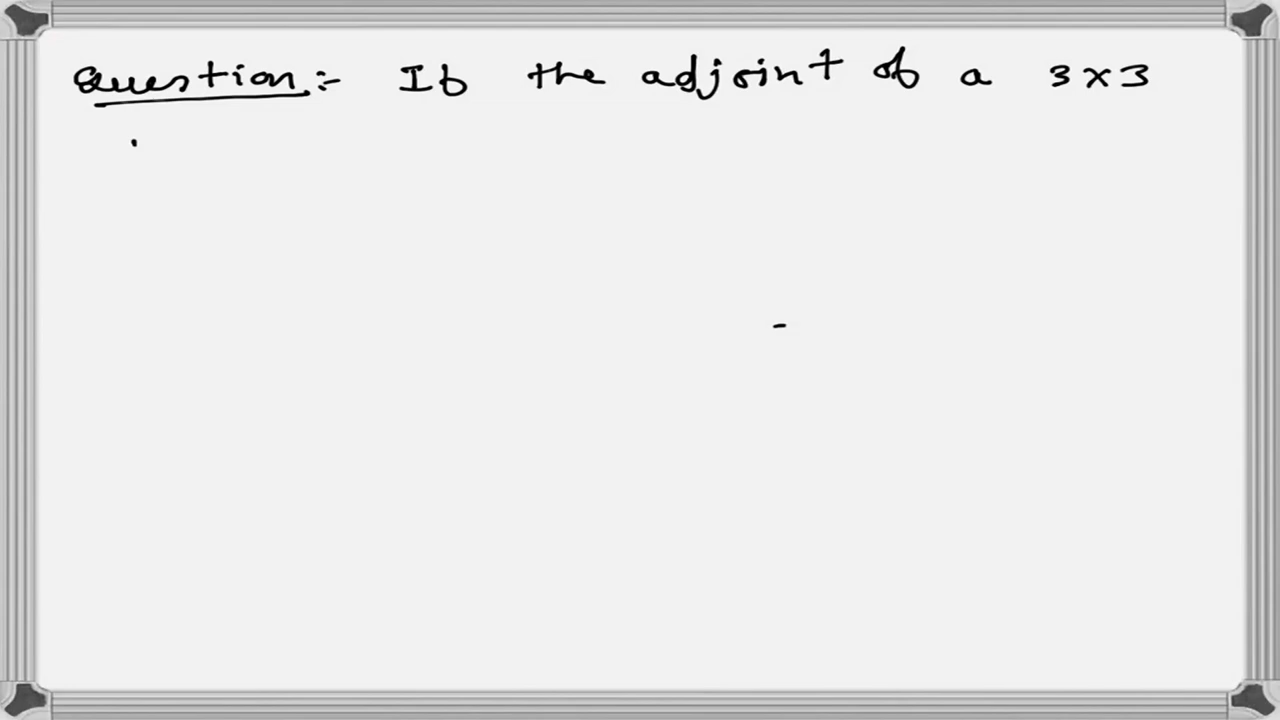 Question:- If the adjoint of a 3x3